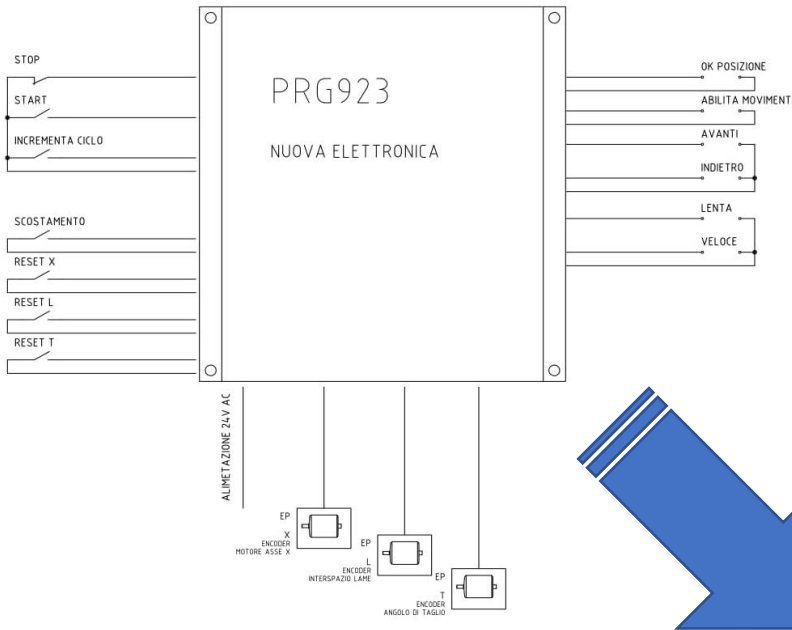 STOP
START
INCREMENTA CICLO
SCOSTAMENTO
RESET X
RESET L
RESET T
PRG923
NUOVA ELETTRONICA
OK POSIZIONE
ABILITA MOVIMENT
AVANTI
INDIETRO
LENTA
VELOCE
ALIMETAZIONE 24V AC
EP
X
ENCODER
MOTORE ASSE X
EP
L
ENCODER
INTERSPAZIO LAME
EP
T
ENCODER
ANGOLO DI TAGLIO